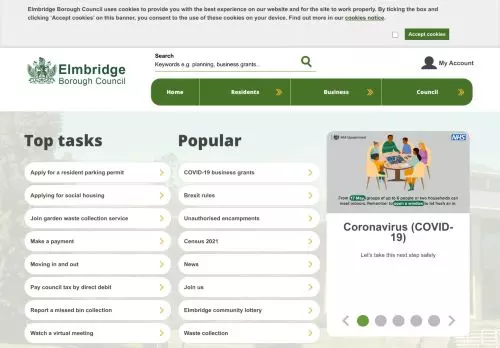 Elmbridge Borough Council uses cookies to provide you with the best experience on our website and for the site to work properly. By ticking the box and
clicking 'Accept cookies' on this banner, you consent to the use of these cookies on your device. Find out more in our cookies notice.
Accept cookies
Elmbridge
Borough Council
Search
Keywords e.g. planning, business grants..
My Account
Home
Residents
Business
Council
Top tasks
Apply for a resident parking permit
Applying for social housing
Join garden waste collection service
Make a payment
Moving in and out
Pay council tax by direct debit
Report a missed bin collection
Watch a virtual meeting
Popular
COVID-19 business grants
Brexit rules
Unauthorised encampments
Census 2021
News
Join us
Elmbridge community lottery
Waste collection
HM Government
NHS
From 17 May, groups of up to 6 people or two households can
meet indoors. Remember to open a window to let fresh air in.
Coronavirus (COVID-
19)
Let's take this next step safely